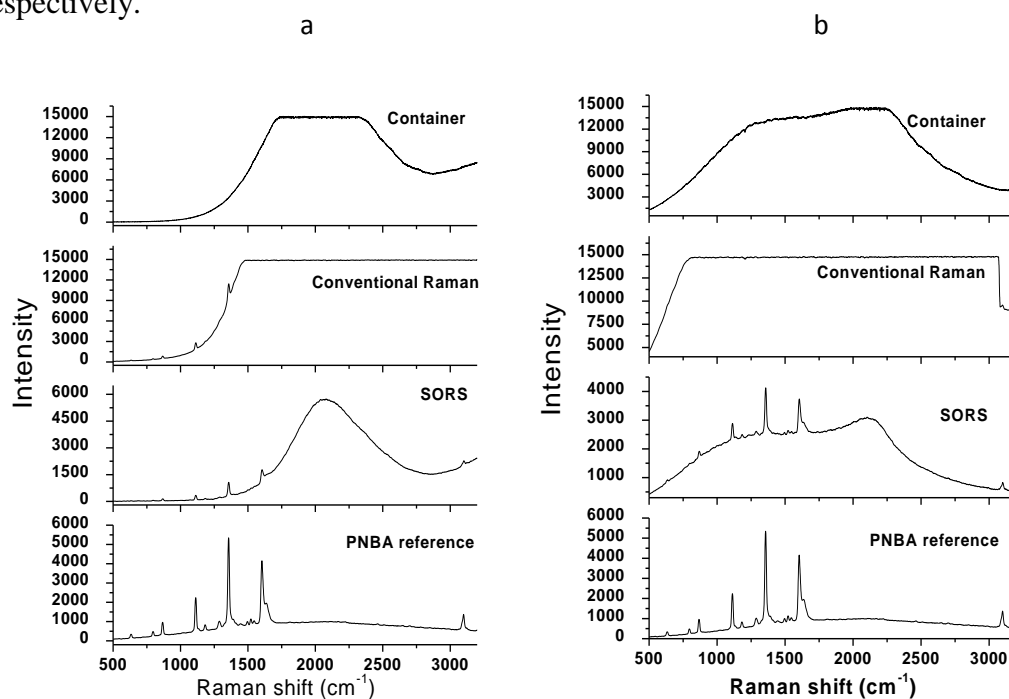 espectively.
a
b
15000
12000
9000
6000
3000
0
Container
15000
12000
9000
6000
3000
0
Conventional Raman
6000
4500
3000
1500
0
SORS
6000
5000
4000
3000
2000
1000
0
PNBA reference
500 1000 1500 2000 2500 3000
Raman shift (cm⁻¹)
Intensity
15000
12000
9000
6000
3000
Container
15000
12500
10000
7500
5000
Conventional Raman
4000
3000
2000
1000
SORS
6000
5000
4000
3000
2000
1000
0
PNBA reference
500 1000 1500 2000 2500 3000
Raman shift (cm⁻¹)
Intensity